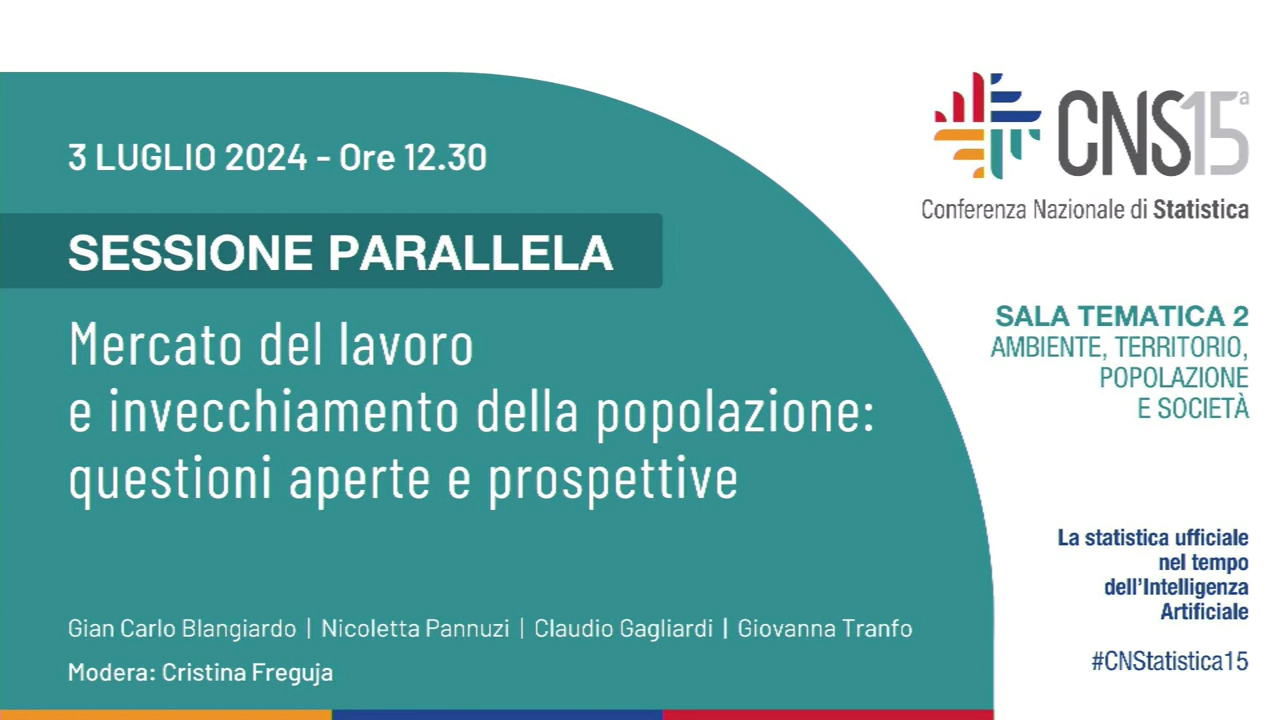 3 LUGLIO 2024 - Ore 12.30
SESSIONE PARALLELA
Mercato del lavoro
e invecchiamento della popolazione:
questioni aperte e prospettive
Gian Carlo Blangiardo | Nicoletta Pannuzi | Claudio Gagliardi | Giovanna Tranfo
Modera: Cristina Freguja
CNS15ª
Conferenza Nazionale di Statistica
SALA TEMATICA 2
AMBIENTE, TERRITORIO,
POPOLAZIONE
E SOCIETÀ
La statistica ufficiale
nel tempo
dell'Intelligenza
Artificiale
#CNStatistica15